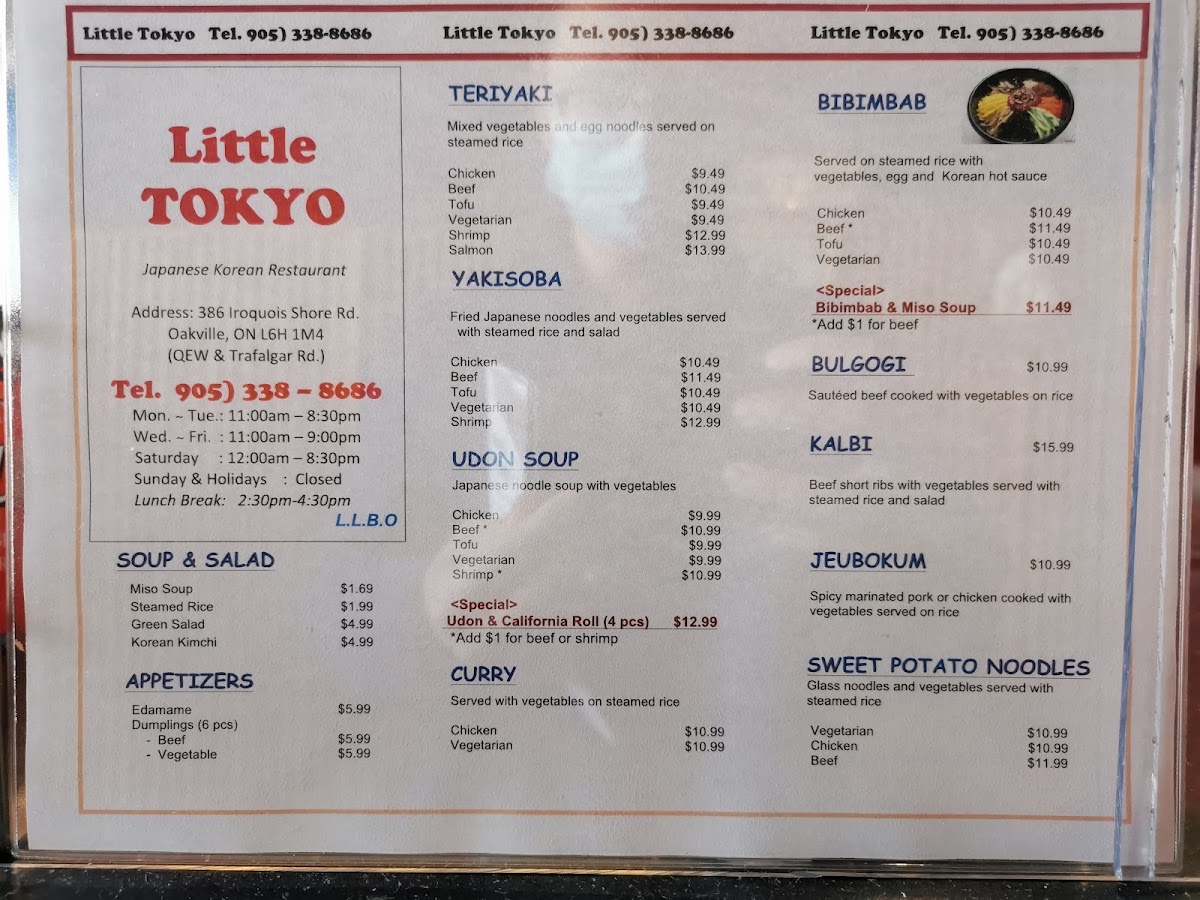 Little Tokyo Tel. 905) 338-8686
Little Tokyo Tel. 905) 338-8686
Little Tokyo Tel. 905) 338-8686
Little
TOKYO
Japanese Korean Restaurant
Address: 386 Iroquois Shore Rd.
Oakville, ON L6H 1M4
(QEW & Trafalgar Rd.)
Tel. 905) 338 – 8686
Mon. ~ Tue.: 11:00am – 8:30pm
Wed. ~ Fri. : 11:00am – 9:00pm
Saturday : 12:00am – 8:30pm
Sunday & Holidays : Closed
Lunch Break: 2:30pm-4:30pm
L.L.B.O
SOUP & SALAD
Miso Soup $1.69
Steamed Rice $1.99
Green Salad $4.99
Korean Kimchi $4.99
APPETIZERS
Edamame $5.99
Dumplings (6 pcs)
- Beef $5.99
- Vegetable $5.99
TERIYAKI
Mixed vegetables and egg noodles served on
steamed rice
Chicken $9.49
Beef $10.49
Tofu $9.49
Vegetarian $9.49
Shrimp $12.99
Salmon $13.99
YAKISOBA
Fried Japanese noodles and vegetables served
with steamed rice and salad
Chicken $10.49
Beef $11.49
Tofu $10.49
Vegetarian $10.49
Shrimp $12.99
UDON SOUP
Japanese noodle soup with vegetables
Chicken $9.99
Beef * $10.99
Tofu $9.99
Vegetarian $9.99
Shrimp * $10.99
<Special>
Udon & California Roll (4 pcs) $12.99
*Add $1 for beef or shrimp
CURRY
Served with vegetables on steamed rice
Chicken $10.99
Vegetarian $10.99
BIBIMBAB
Served on steamed rice with
vegetables, egg and Korean hot sauce
Chicken $10.49
Beef * $11.49
Tofu $10.49
Vegetarian $10.49
<Special>
Bibimbab & Miso Soup $11.49
*Add $1 for beef
BULGOGI $10.99
Sautéed beef cooked with vegetables on rice
KALBI $15.99
Beef short ribs with vegetables served with
steamed rice and salad
JEUBOKUM $10.99
Spicy marinated pork or chicken cooked with
vegetables served on rice
SWEET POTATO NOODLES
Glass noodles and vegetables served with
steamed rice
Vegetarian $10.99
Chicken $10.99
Beef $11.99